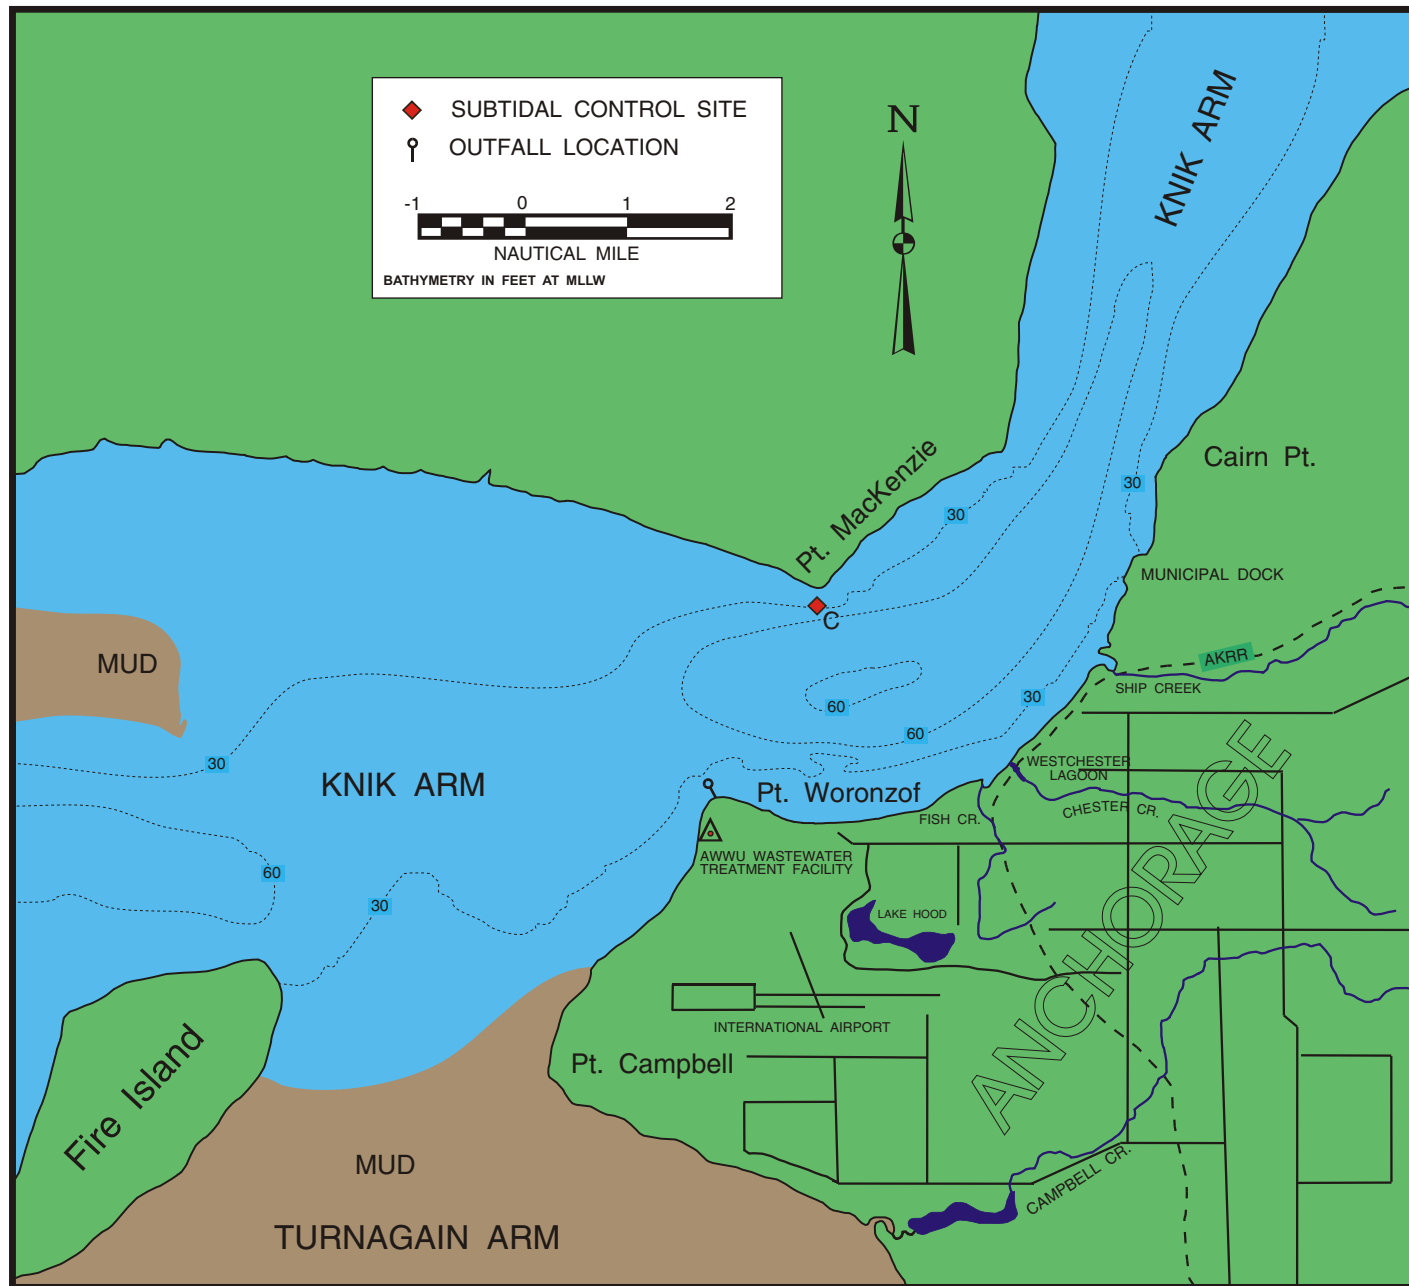 SUBTIDAL CONTROL SITE
OUTFALL LOCATION
-1 0 1 2
NAUTICAL MILE
BATHYMETRY IN FEET AT MLLW
N
KNIK ARM
Cairn Pt.
30
30
Pt. MacKenzie
MUNICIPAL DOCK
C
MUD
AKRR
SHIP CREEK
30
60
60
30
KNIK ARM
Pt. Woronzof
WESTCHESTER
LAGOON
CHESTER CR.
FISH CR.
AWWU WASTEWATER
TREATMENT FACILITY
60
30
LAKE HOOD
ANCHORAGE
INTERNATIONAL AIRPORT
Pt. Campbell
Fire Island
MUD
CAMPBELL CR.
TURNAGAIN ARM